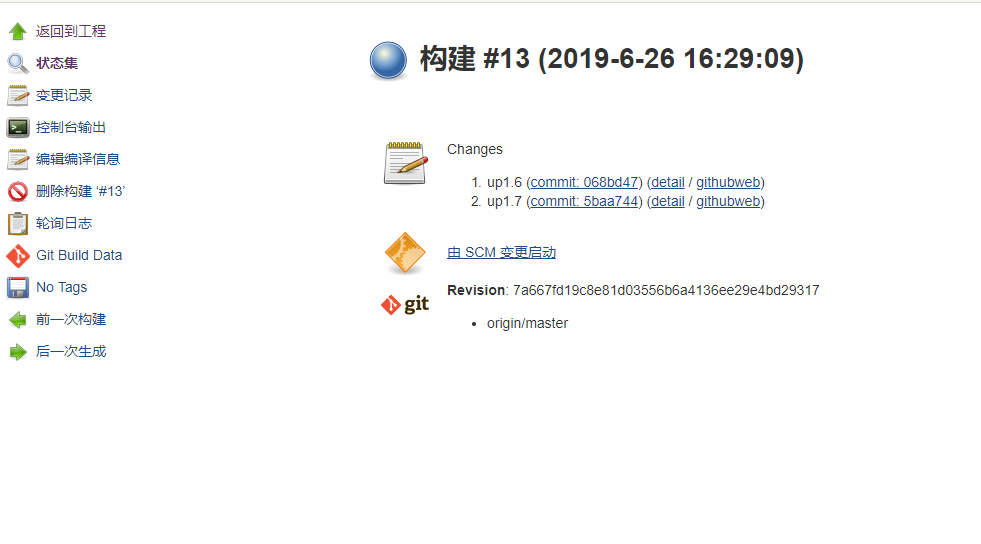 返回到工程
状态集
变更记录
控制台输出
编辑编译信息
删除构建 ‘#13’
轮询日志
Git Build Data
No Tags
前一次构建
后一次生成
构建 #13 (2019-6-26 16:29:09)
Changes
1. up1.6 (commit: 068bd47) (detail / githubweb)
2. up1.7 (commit: 5baa744) (detail / githubweb)
由 SCM 变更启动
git
Revision: 7a667fd19c8e81d03556b6a4136ee29e4bd29317
• origin/master